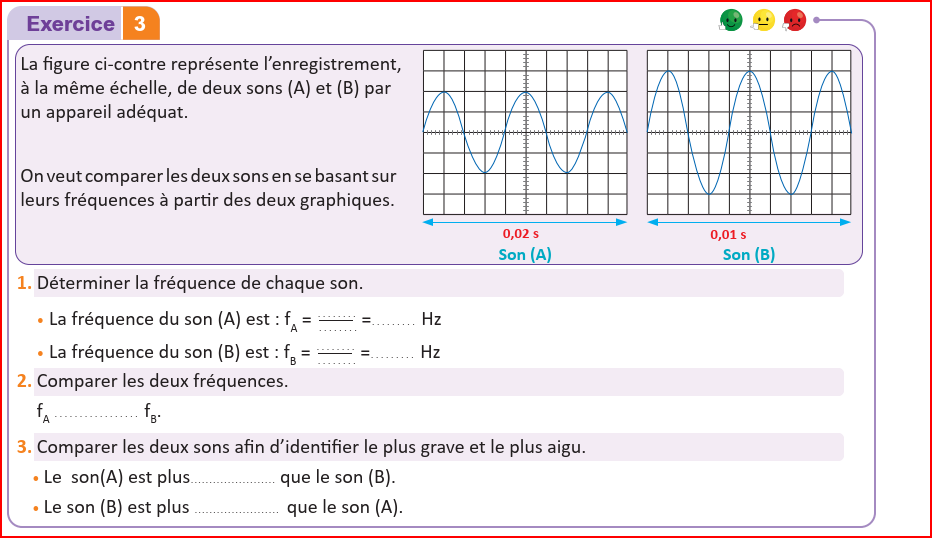 Exercice 3
La figure ci-contre représente l'enregistrement,
à la même échelle, de deux sons (A) et (B) par
un appareil adéquat.
On veut comparer les deux sons en se basant sur
leurs fréquences à partir des deux graphiques.
0,02 s
Son (A)
0,01 s
Son (B)
1. Déterminer la fréquence de chaque son.
• La fréquence du son (A) est : fA = ........ / ........ =......... Hz
• La fréquence du son (B) est : fB = ........ / ........ =......... Hz
2. Comparer les deux fréquences.
fA ................. fB.
3. Comparer les deux sons afin d'identifier le plus grave et le plus aigu.
• Le son(A) est plus....................... que le son (B).
• Le son (B) est plus ....................... que le son (A).